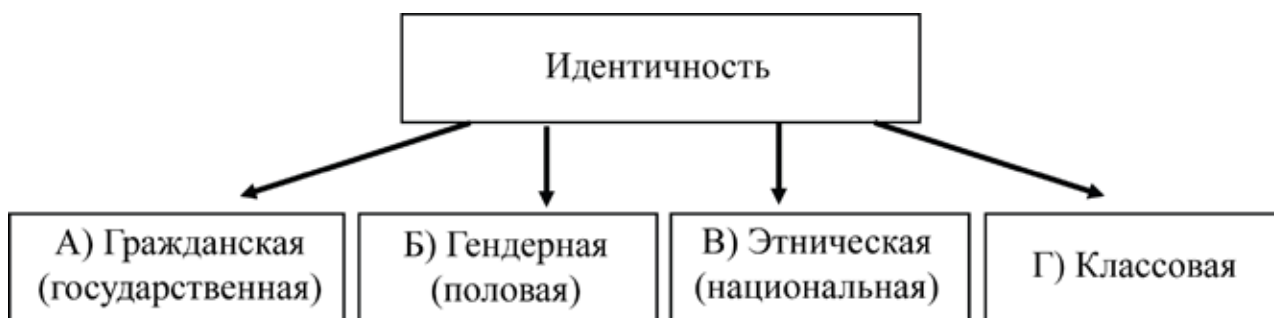 Идентичность
А) Гражданская
(государственная)
Б) Гендерная
(половая)
В) Этническая
(национальная)
Г) Классовая